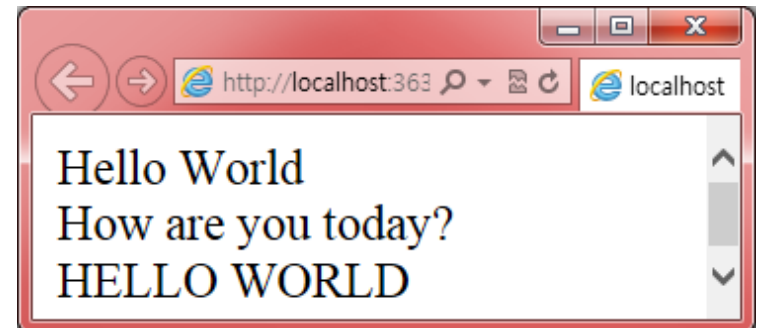 http://localhost:363
localhost
Hello World
How are you today?
HELLO WORLD